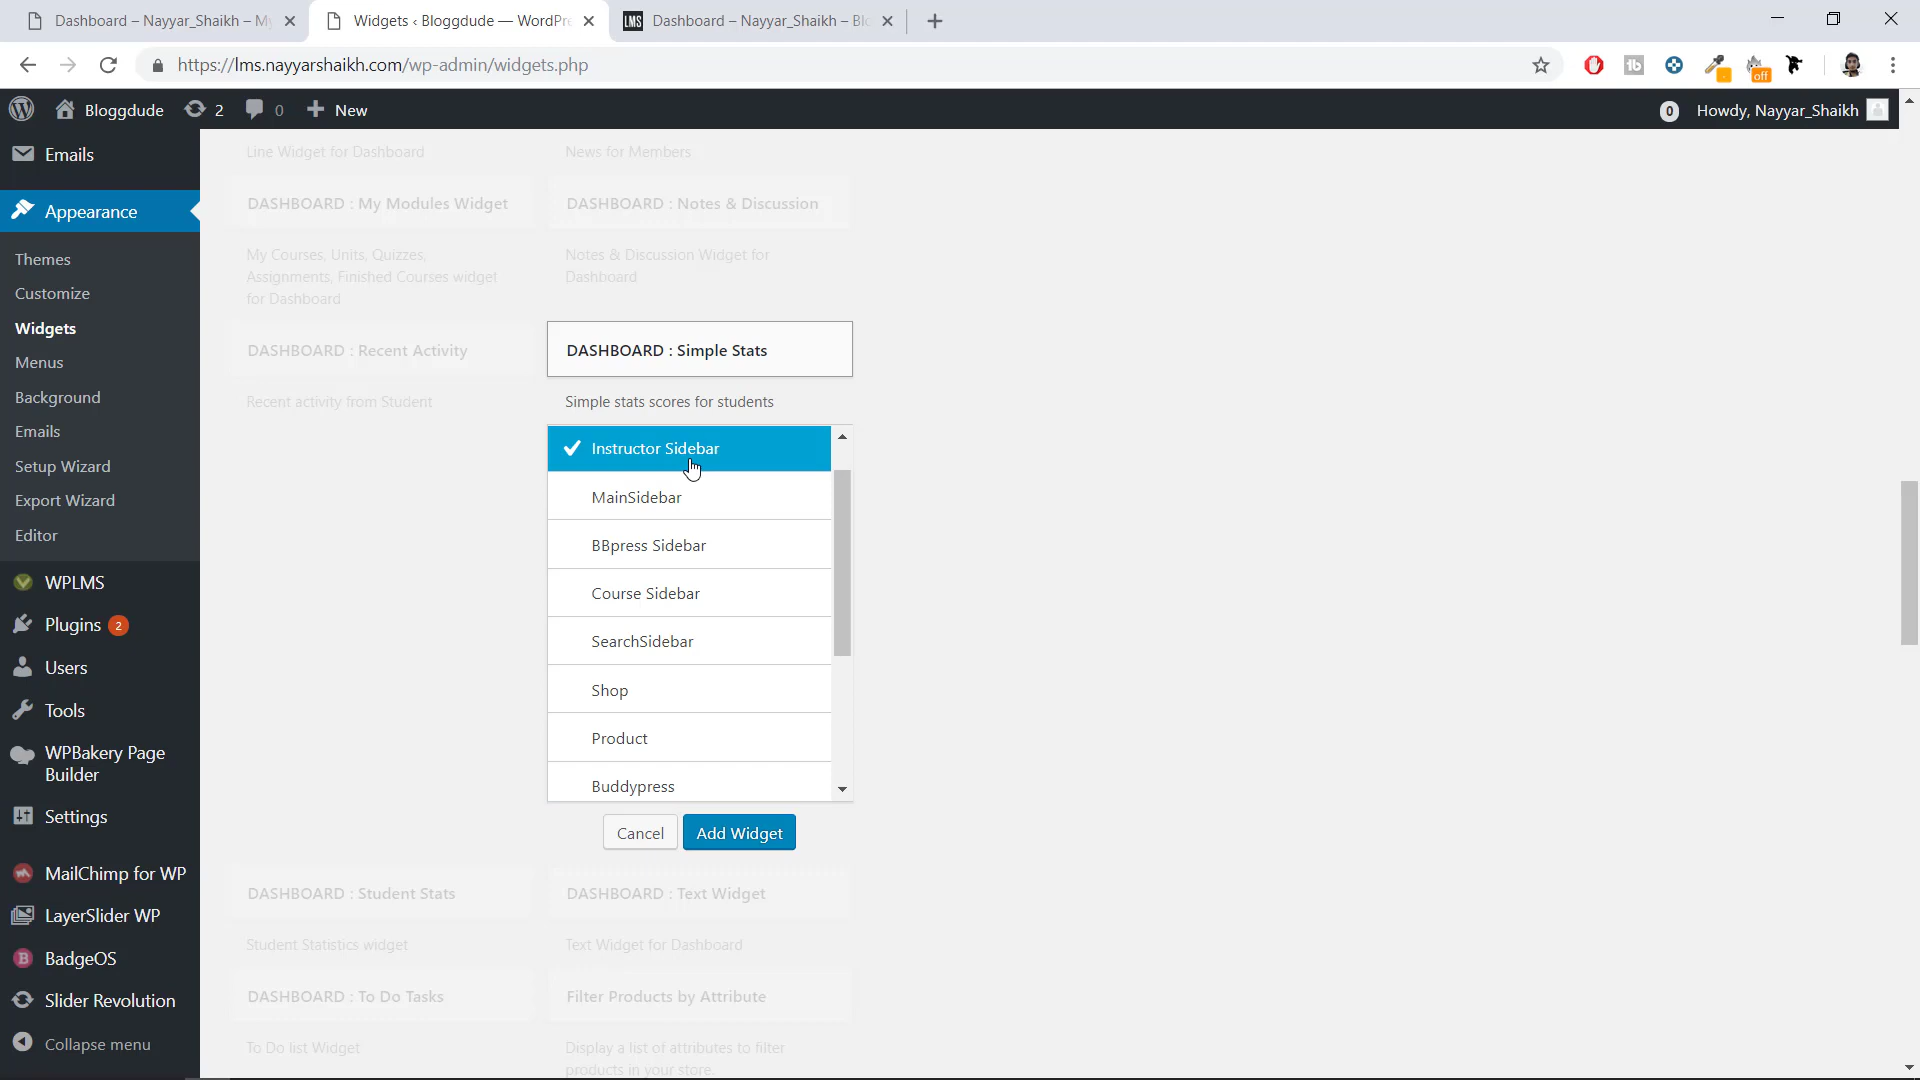 Dashboard – Nayyar_Shaikh – My
Widgets ‹ Bloggdude — WordPre
LMS Dashboard – Nayyar_Shaikh – Blo
https://lms.nayyarshaikh.com/wp-admin/widgets.php
1b
off
Bloggdude 2 0 New
0 Howdy, Nayyar_Shaikh
Emails
Appearance
Themes
Customize
Widgets
Menus
Background
Emails
Setup Wizard
Export Wizard
Editor
WPLMS
Plugins 2
Users
Tools
WPBakery Page
Builder
Settings
MailChimp for WP
LayerSlider WP
BadgeOS
Slider Revolution
Collapse menu
Line Widget for Dashboard
News for Members
DASHBOARD : My Modules Widget
DASHBOARD : Notes & Discussion
My Courses, Units, Quizzes,
Assignments, Finished Courses widget
for Dashboard
Notes & Discussion Widget for
Dashboard
DASHBOARD : Recent Activity
DASHBOARD : Simple Stats
Recent activity from Student
Simple stats scores for students
Instructor Sidebar
MainSidebar
BBpress Sidebar
Course Sidebar
SearchSidebar
Shop
Product
Buddypress
Cancel
Add Widget
DASHBOARD : Student Stats
DASHBOARD : Text Widget
Student Statistics widget
Text Widget for Dashboard
DASHBOARD : To Do Tasks
Filter Products by Attribute
To Do list Widget
Display a list of attributes to filter
products in your store.